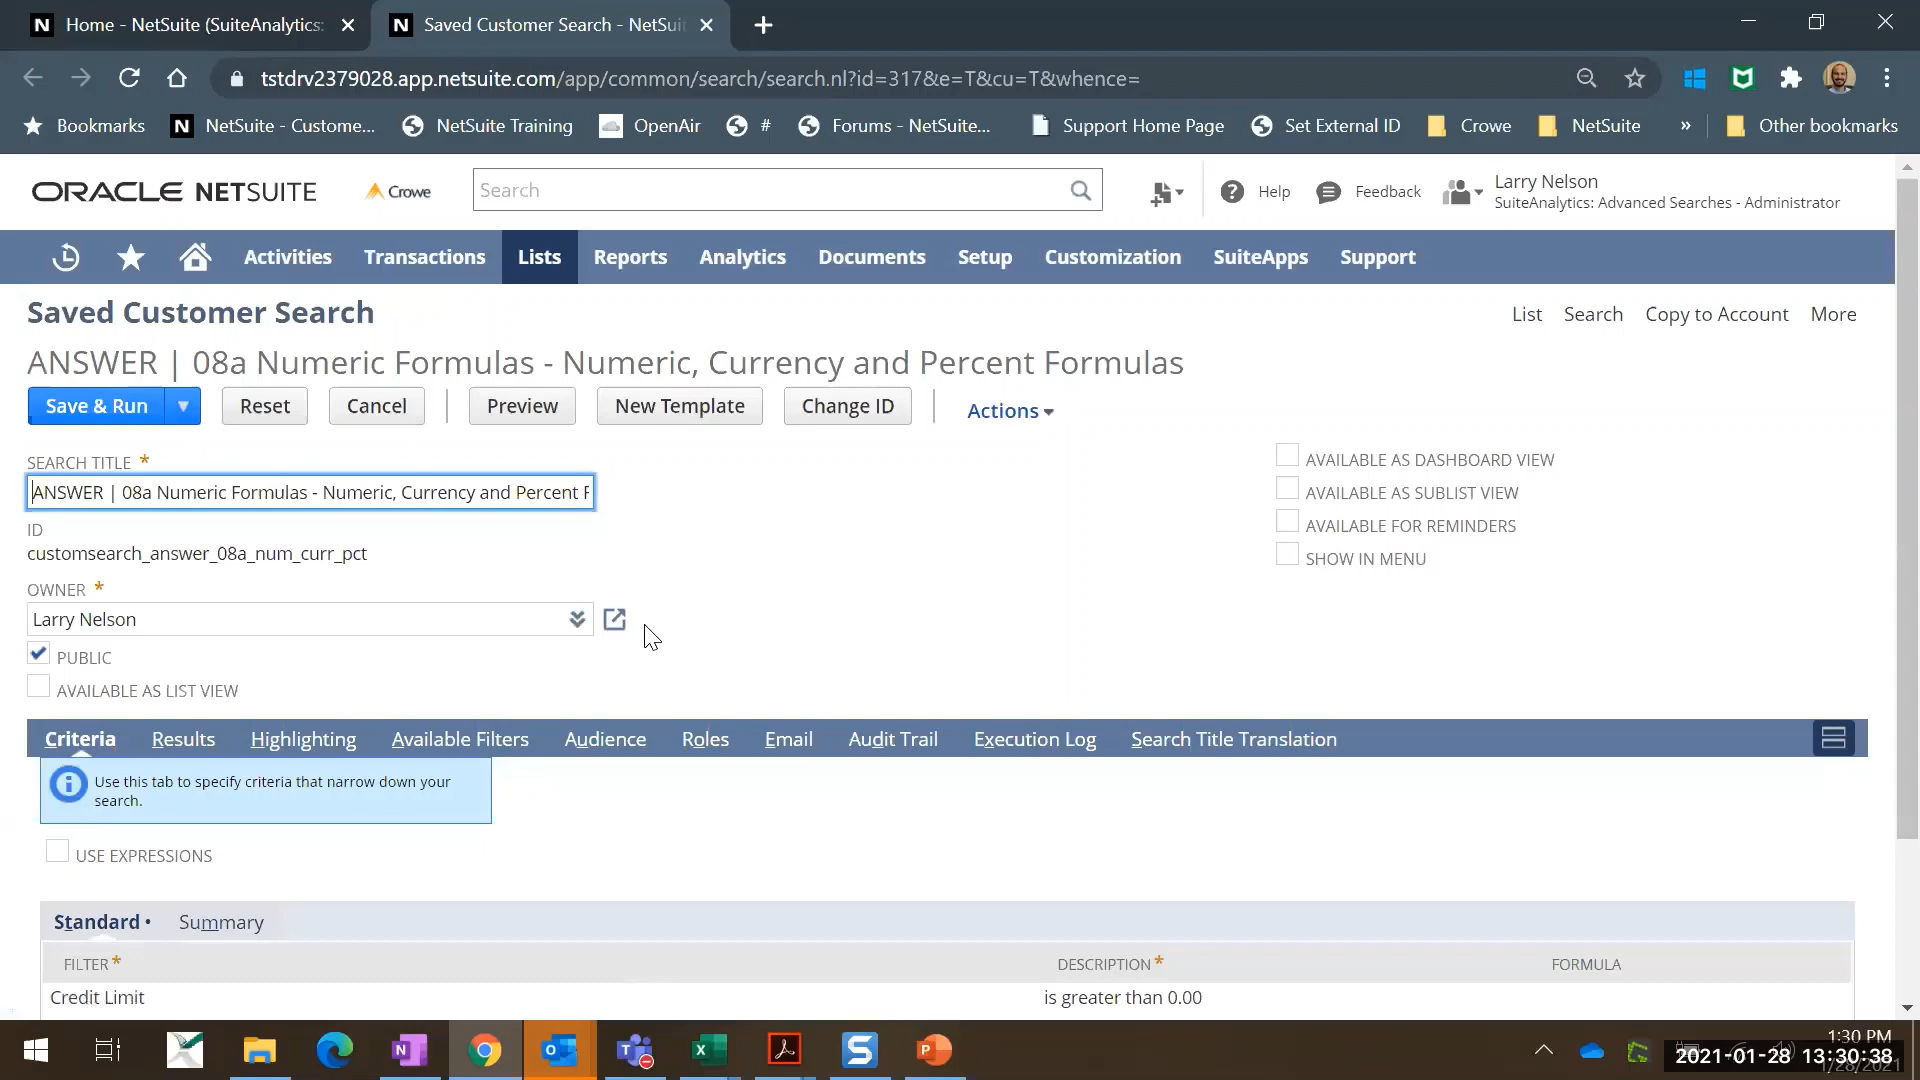 Home - NetSuite (SuiteAnalytics:
Saved Customer Search - NetSui
tstdrv2379028.app.netsuite.com/app/common/search/search.nl?id=317&e=T&cu=T&whence=
Bookmarks
NetSuite - Custome...
NetSuite Training
OpenAir
#
Forums - NetSuite...
Support Home Page
Set External ID
Crowe
NetSuite
»
Other bookmarks
ORACLE NETSUITE
Crowe
Search
Help
Feedback
Larry Nelson
SuiteAnalytics: Advanced Searches - Administrator
Activities
Transactions
Lists
Reports
Analytics
Documents
Setup
Customization
SuiteApps
Support
Saved Customer Search
List
Search
Copy to Account
More
ANSWER | 08a Numeric Formulas - Numeric, Currency and Percent Formulas
Save & Run
Reset
Cancel
Preview
New Template
Change ID
Actions
SEARCH TITLE *
ANSWER | 08a Numeric Formulas - Numeric, Currency and Percent F
ID
customsearch_answer_08a_num_curr_pct
OWNER *
Larry Nelson
PUBLIC
AVAILABLE AS LIST VIEW
AVAILABLE AS DASHBOARD VIEW
AVAILABLE AS SUBLIST VIEW
AVAILABLE FOR REMINDERS
SHOW IN MENU
Criteria
Results
Highlighting
Available Filters
Audience
Roles
Email
Audit Trail
Execution Log
Search Title Translation
Use this tab to specify criteria that narrow down your
search.
USE EXPRESSIONS
Standard •
Summary
FILTER *
DESCRIPTION *
FORMULA
Credit Limit
is greater than 0.00
1:30 PM
2021-01-28 13:30:38